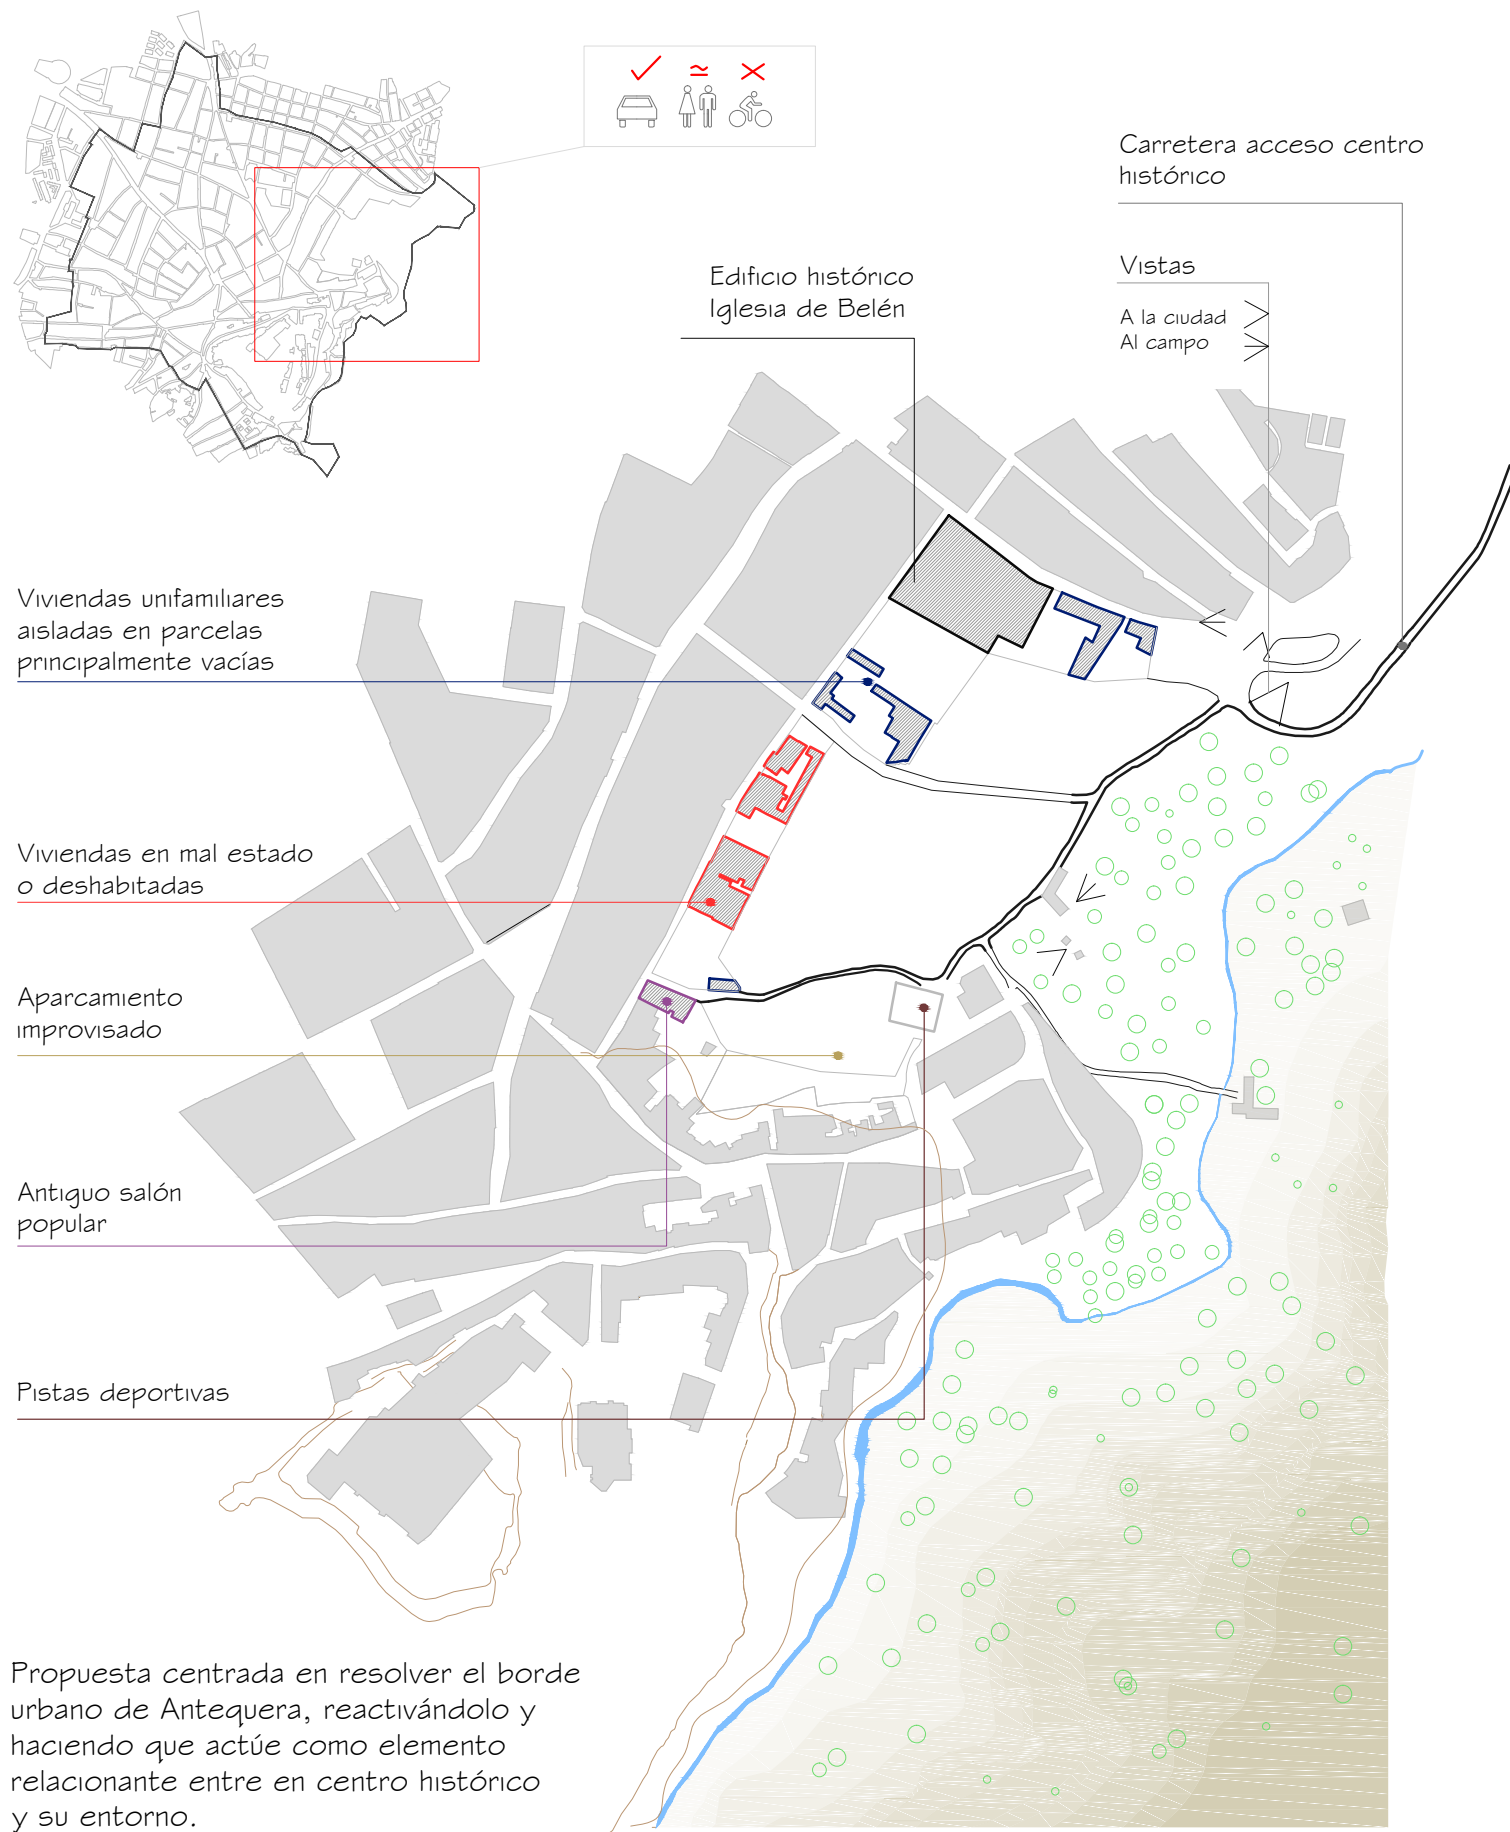 Carretera acceso centro
histórico
Vistas
A la ciudad
Al campo
Edificio histórico
Iglesia de Belén
Viviendas unifamiliares
aisladas en parcelas
principalmente vacías
Viviendas en mal estado
o deshabitadas
Aparcamiento
improvisado
Antiguo salón
popular
Pistas deportivas
Propuesta centrada en resolver el borde
urbano de Antequera, reactivándolo y
haciendo que actúe como elemento
relacionante entre en centro histórico
y su entorno.